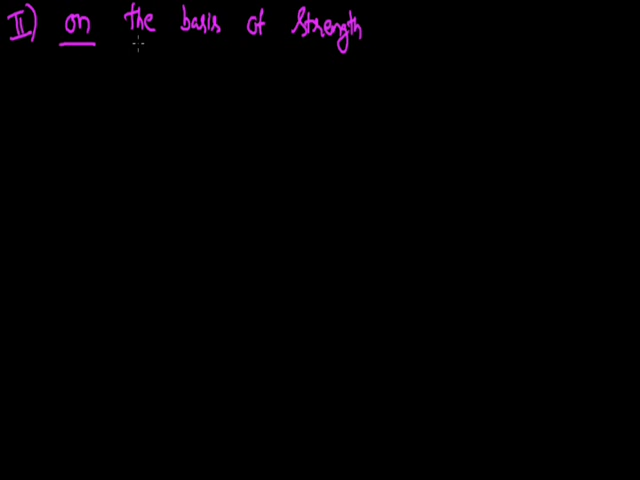 II) on the basis of Strength